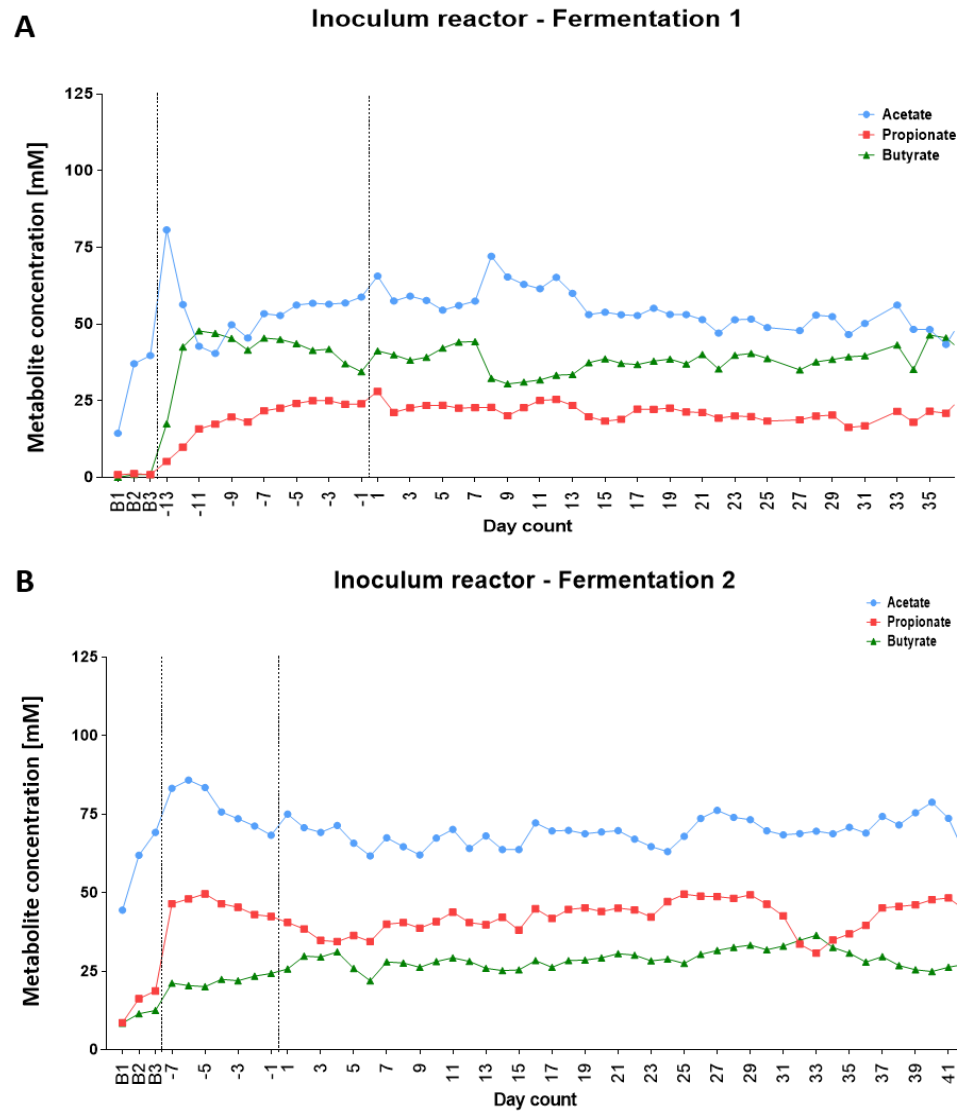 A
Inoculum reactor - Fermentation 1
Metabolite concentration [mM]
125
100
75
50
25
0
Acetate
Propionate
Butyrate
B1 B2 B3 -13 -11 -9 -7 -5 -3 -1 1 3 5 7 9 11 13 15 17 19 21 23 25 27 29 31 33 35
Day count
B
Inoculum reactor - Fermentation 2
Metabolite concentration [mM]
125
100
75
50
25
0
Acetate
Propionate
Butyrate
B1 B2 B3 -7 -5 -3 -1 1 3 5 7 9 11 13 15 17 19 21 23 25 27 29 31 33 35 37 39 41
Day count